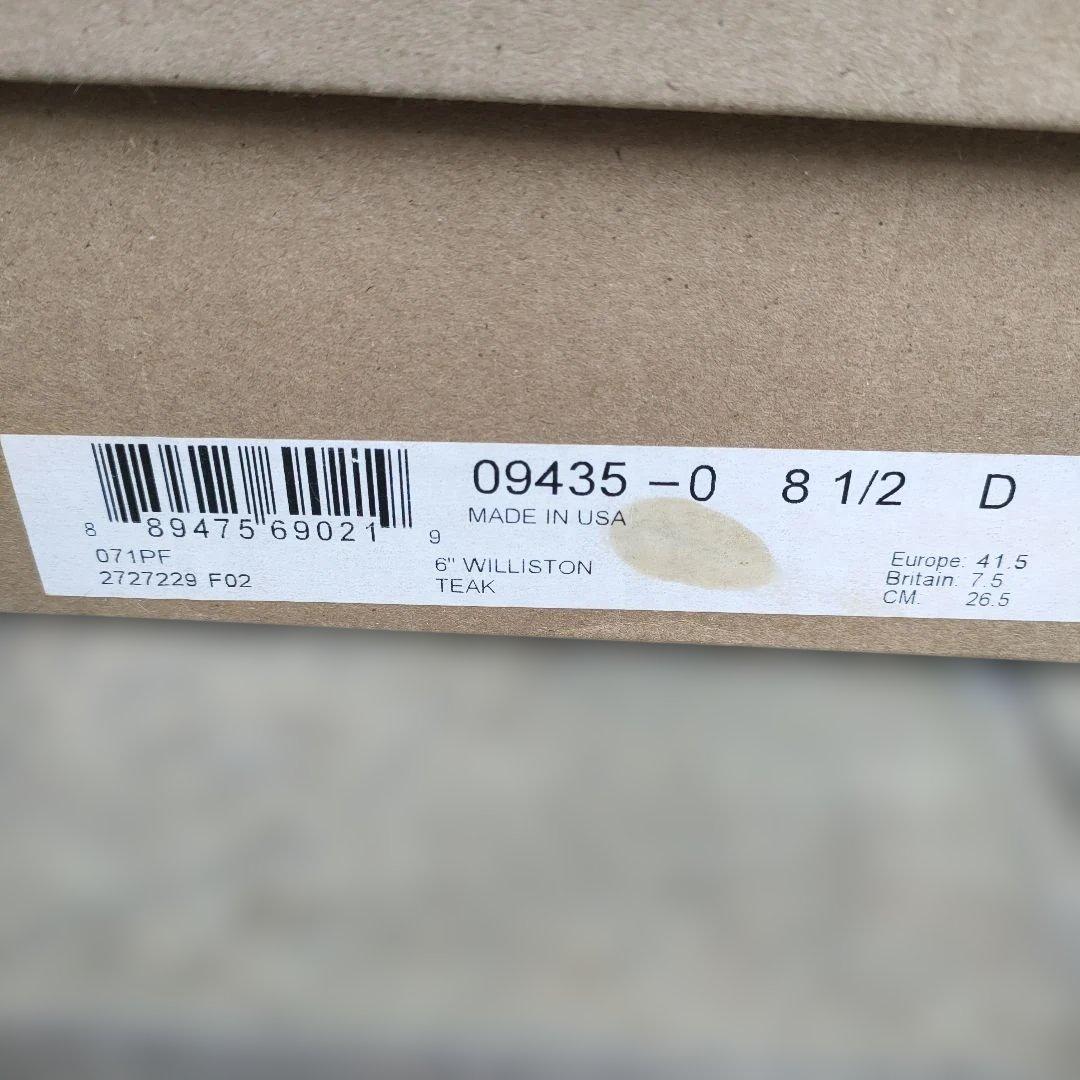 09435-0 8 1/2 D
MADE IN USA
8 89475 69021 9
071PF
2727229 F02
6" WILLISTON
TEAK
Europe: 41.5
Britain: 7.5
CM. 26.5